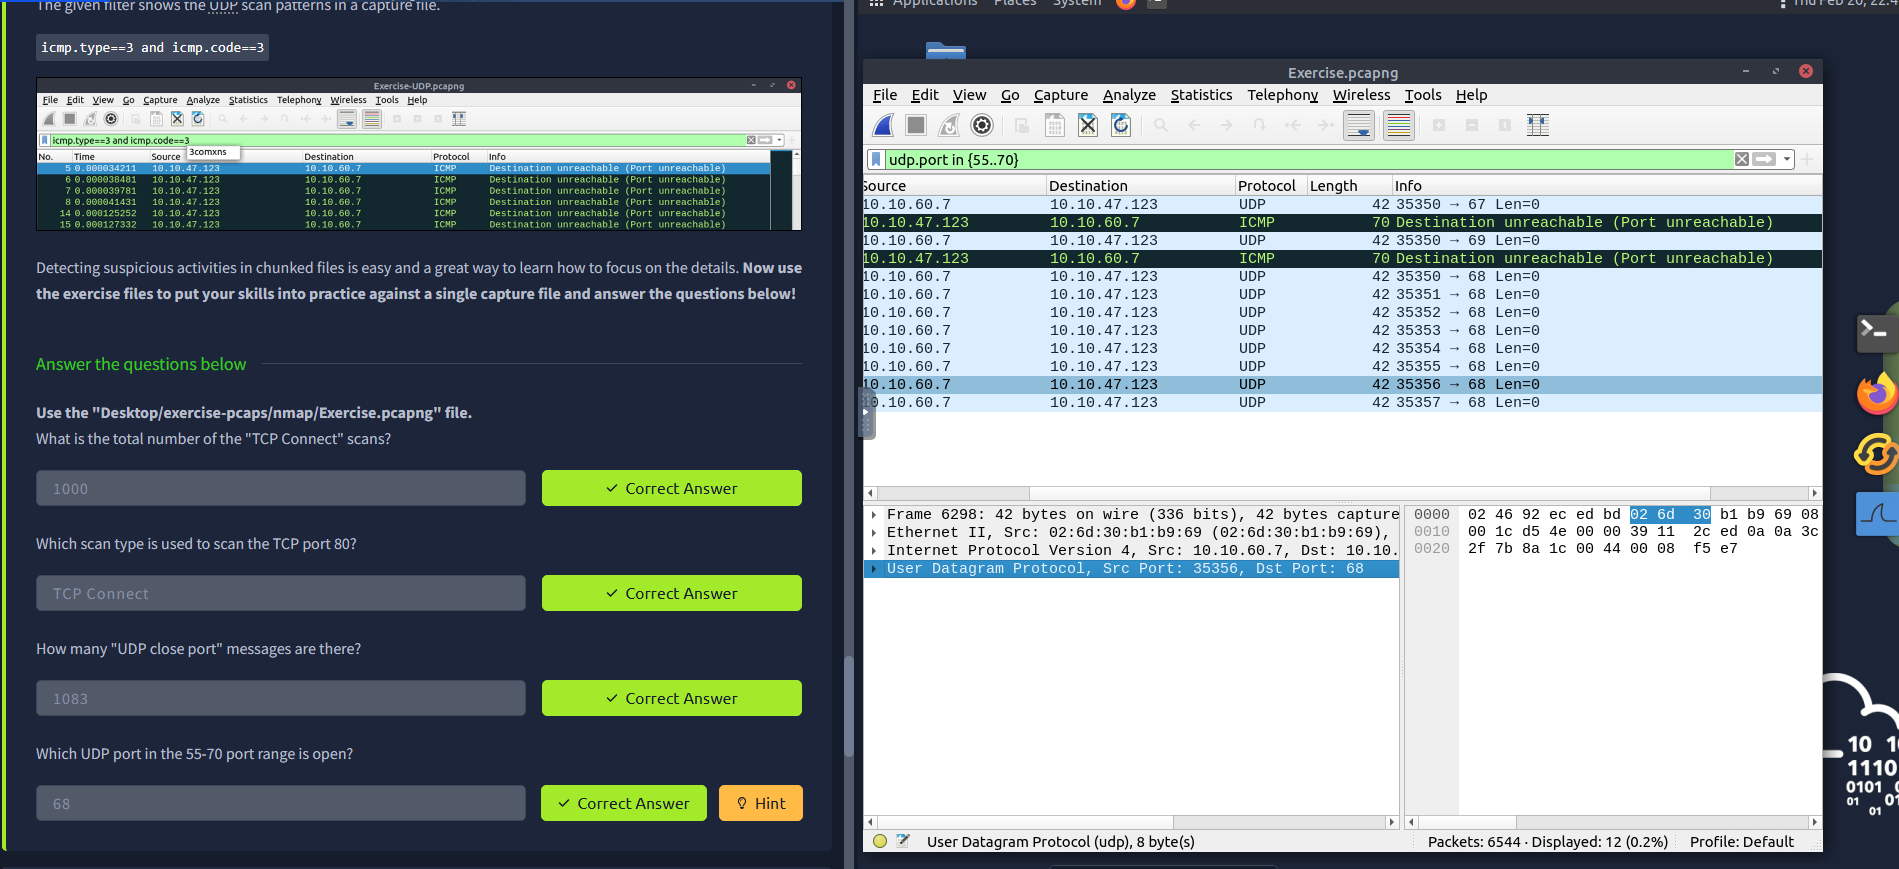 The given filter shows the UDP scan patterns in a capture file.
icmp.type==3 and icmp.code==3
Exercise-UDP.pcapng
File Edit View Go Capture Analyze Statistics Telephony Wireless Tools Help
icmp.type==3 and icmp.code==3
3comxns
No. Time Source Destination Protocol Info
5 0.000034211 10.10.47.123 10.10.60.7 ICMP Destination unreachable (Port unreachable)
6 0.000038481 10.10.47.123 10.10.60.7 ICMP Destination unreachable (Port unreachable)
7 0.000039781 10.10.47.123 10.10.60.7 ICMP Destination unreachable (Port unreachable)
8 0.000041431 10.10.47.123 10.10.60.7 ICMP Destination unreachable (Port unreachable)
14 0.000125252 10.10.47.123 10.10.60.7 ICMP Destination unreachable (Port unreachable)
15 0.000127332 10.10.47.123 10.10.60.7 ICMP Destination unreachable (Port unreachable)
Detecting suspicious activities in chunked files is easy and a great way to learn how to focus on the details. Now use
the exercise files to put your skills into practice against a single capture file and answer the questions below!
Answer the questions below
Use the "Desktop/exercise-pcaps/nmap/Exercise.pcapng" file.
What is the total number of the "TCP Connect" scans?
1000
✓ Correct Answer
Which scan type is used to scan the TCP port 80?
TCP Connect
✓ Correct Answer
How many "UDP close port" messages are there?
1083
✓ Correct Answer
Which UDP port in the 55-70 port range is open?
68
✓ Correct Answer
Hint
Applications Places System
Thu Feb 20, 22:4
Exercise.pcapng
File Edit View Go Capture Analyze Statistics Telephony Wireless Tools Help
udp.port in {55..70}
Source Destination Protocol Length Info
10.10.60.7 10.10.47.123 UDP 42 35350 → 67 Len=0
10.10.47.123 10.10.60.7 ICMP 70 Destination unreachable (Port unreachable)
10.10.60.7 10.10.47.123 UDP 42 35350 → 69 Len=0
10.10.47.123 10.10.60.7 ICMP 70 Destination unreachable (Port unreachable)
10.10.60.7 10.10.47.123 UDP 42 35350 → 68 Len=0
10.10.60.7 10.10.47.123 UDP 42 35351 → 68 Len=0
10.10.60.7 10.10.47.123 UDP 42 35352 → 68 Len=0
10.10.60.7 10.10.47.123 UDP 42 35353 → 68 Len=0
10.10.60.7 10.10.47.123 UDP 42 35354 → 68 Len=0
10.10.60.7 10.10.47.123 UDP 42 35355 → 68 Len=0
10.10.60.7 10.10.47.123 UDP 42 35356 → 68 Len=0
0.10.60.7 10.10.47.123 UDP 42 35357 → 68 Len=0
Frame 6298: 42 bytes on wire (336 bits), 42 bytes capture
Ethernet II, Src: 02:6d:30:b1:b9:69 (02:6d:30:b1:b9:69),
Internet Protocol Version 4, Src: 10.10.60.7, Dst: 10.10.
User Datagram Protocol, Src Port: 35356, Dst Port: 68
0000 02 46 92 ec ed bd 02 6d 30 b1 b9 69 08
0010 00 1c d5 4e 00 00 39 11 2c ed 0a 0a 3c
0020 2f 7b 8a 1c 00 44 00 08 f5 e7
User Datagram Protocol (udp), 8 byte(s)
Packets: 6544 · Displayed: 12 (0.2%)
Profile: Default
10 1
1110
0101 0
01 01
01